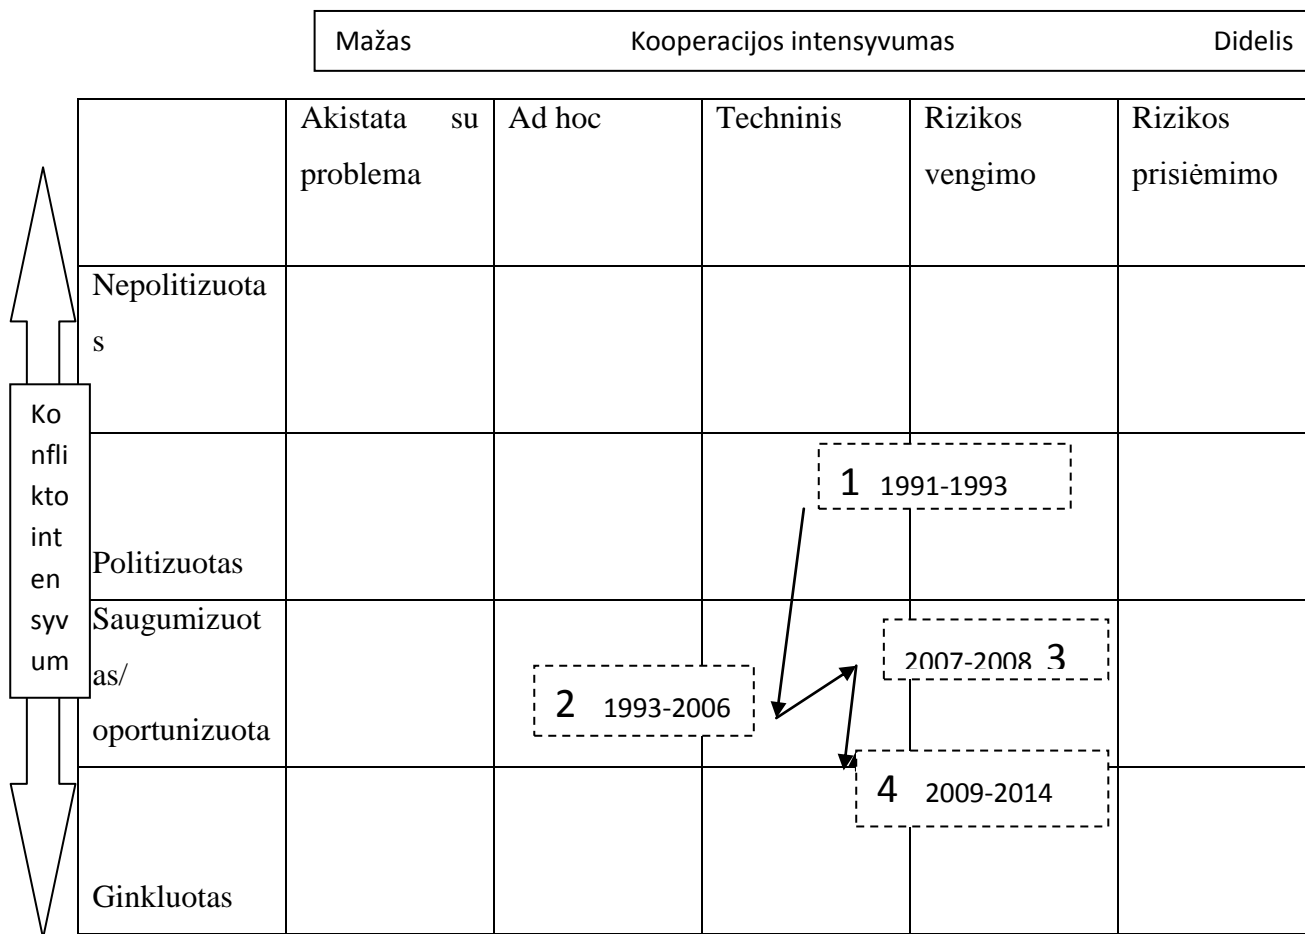 Mažas Kooperacijos intensyvumas Didelis
Akistata su Ad hoc Techninis Rizikos Rizikos
problema vengimo prisiėmimo
Nepolitizuota
s
Ko
nfli
kto
int
en
syv
um
1 1991-1993
Politizuotas
Saugumizuot
as/
oportunizuota
2007-2008 3
2 1993-2006
4 2009-2014
Ginkluotas